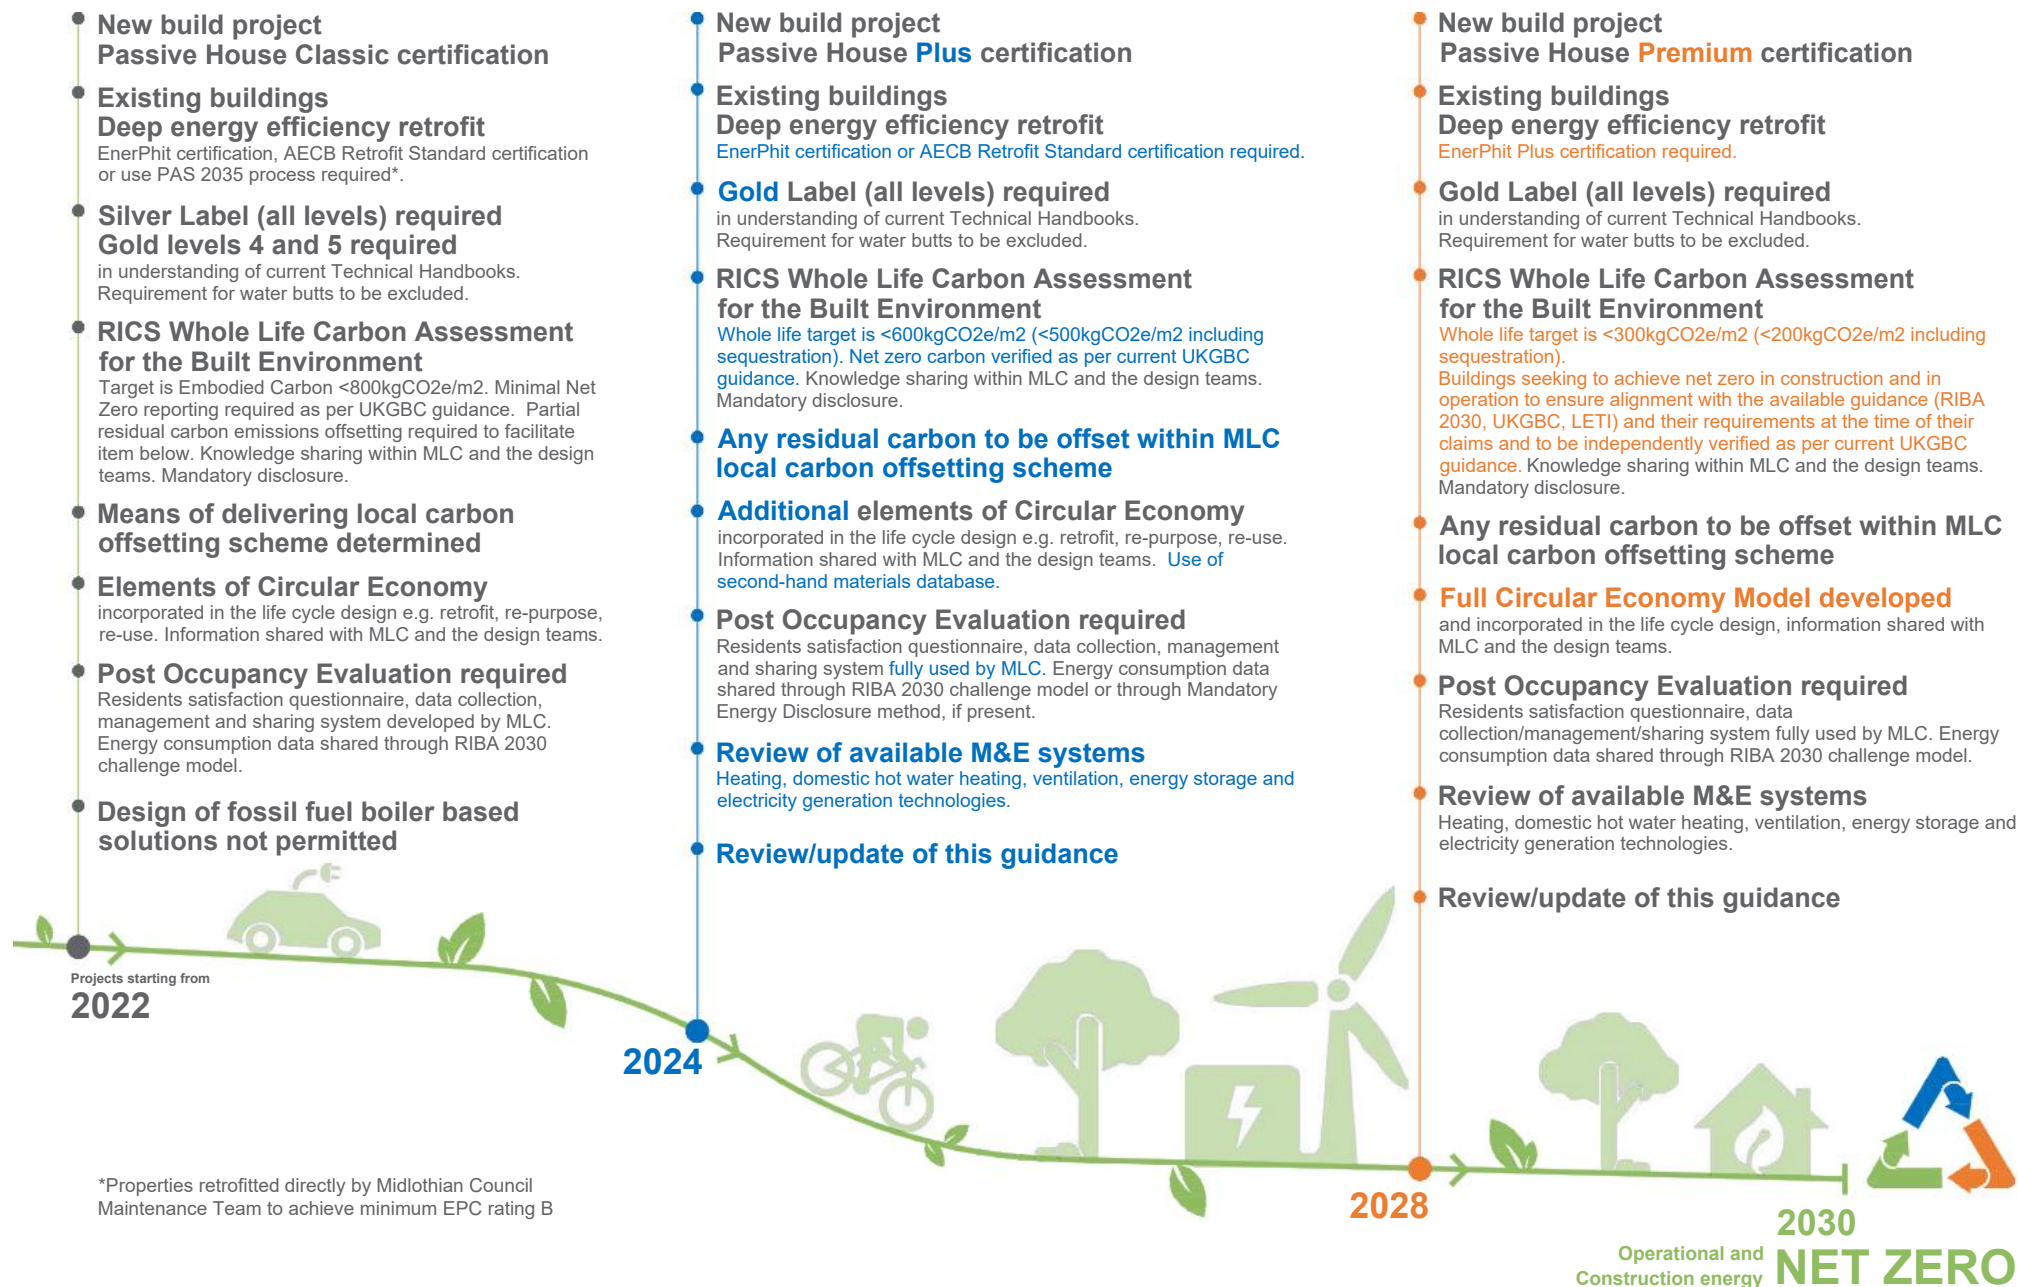 New build project
Passive House Classic certification
Existing buildings
Deep energy efficiency retrofit
EnerPhit certification, AECB Retrofit Standard certification
or use PAS 2035 process required*.
Silver Label (all levels) required
Gold levels 4 and 5 required
in understanding of current Technical Handbooks.
Requirement for water butts to be excluded.
RICS Whole Life Carbon Assessment
for the Built Environment
Target is Embodied Carbon <800kgCO2e/m2. Minimal Net
Zero reporting required as per UKGBC guidance.  Partial
residual carbon emissions offsetting required to facilitate
item below. Knowledge sharing within MLC and the design
teams. Mandatory disclosure.
Means of delivering local carbon
offsetting scheme determined
Elements of Circular Economy
incorporated in the life cycle design e.g. retrofit, re-purpose,
re-use. Information shared with MLC and the design teams.
Post Occupancy Evaluation required
Residents satisfaction questionnaire, data collection,
management and sharing system developed by MLC.
Energy consumption data shared through RIBA 2030
challenge model.
Design of fossil fuel boiler based
solutions not permitted
Projects starting from
2022
*Properties retrofitted directly by Midlothian Council
Maintenance Team to achieve minimum EPC rating B
New build project
Passive House Plus certification
Existing buildings
Deep energy efficiency retrofit
EnerPhit certification or AECB Retrofit Standard certification required.
Gold Label (all levels) required
in understanding of current Technical Handbooks.
Requirement for water butts to be excluded.
RICS Whole Life Carbon Assessment
for the Built Environment
Whole life target is <600kgCO2e/m2 (<500kgCO2e/m2 including
sequestration). Net zero carbon verified as per current UKGBC
guidance. Knowledge sharing within MLC and the design teams.
Mandatory disclosure.
Any residual carbon to be offset within MLC
local carbon offsetting scheme
Additional elements of Circular Economy
incorporated in the life cycle design e.g. retrofit, re-purpose, re-use.
Information shared with MLC and the design teams.  Use of
second-hand materials database.
Post Occupancy Evaluation required
Residents satisfaction questionnaire, data collection, management
and sharing system fully used by MLC. Energy consumption data
shared through RIBA 2030 challenge model or through Mandatory
Energy Disclosure method, if present.
Review of available M&E systems
Heating, domestic hot water heating, ventilation, energy storage and
electricity generation technologies.
Review/update of this guidance
2024
New build project
Passive House Premium certification
Existing buildings
Deep energy efficiency retrofit
EnerPhit Plus certification required.
Gold Label (all levels) required
in understanding of current Technical Handbooks.
Requirement for water butts to be excluded.
RICS Whole Life Carbon Assessment
for the Built Environment
Whole life target is <300kgCO2e/m2 (<200kgCO2e/m2 including
sequestration).
Buildings seeking to achieve net zero in construction and in
operation to ensure alignment with the available guidance (RIBA
2030, UKGBC, LETI) and their requirements at the time of their
claims and to be independently verified as per current UKGBC
guidance. Knowledge sharing within MLC and the design teams.
Mandatory disclosure.
Any residual carbon to be offset within MLC
local carbon offsetting scheme
Full Circular Economy Model developed
and incorporated in the life cycle design, information shared with
MLC and the design teams.
Post Occupancy Evaluation required
Residents satisfaction questionnaire, data
collection/management/sharing system fully used by MLC. Energy
consumption data shared through RIBA 2030 challenge model.
Review of available M&E systems
Heating, domestic hot water heating, ventilation, energy storage and
electricity generation technologies.
Review/update of this guidance
2028
2030
Operational and
Construction energy
NET ZERO